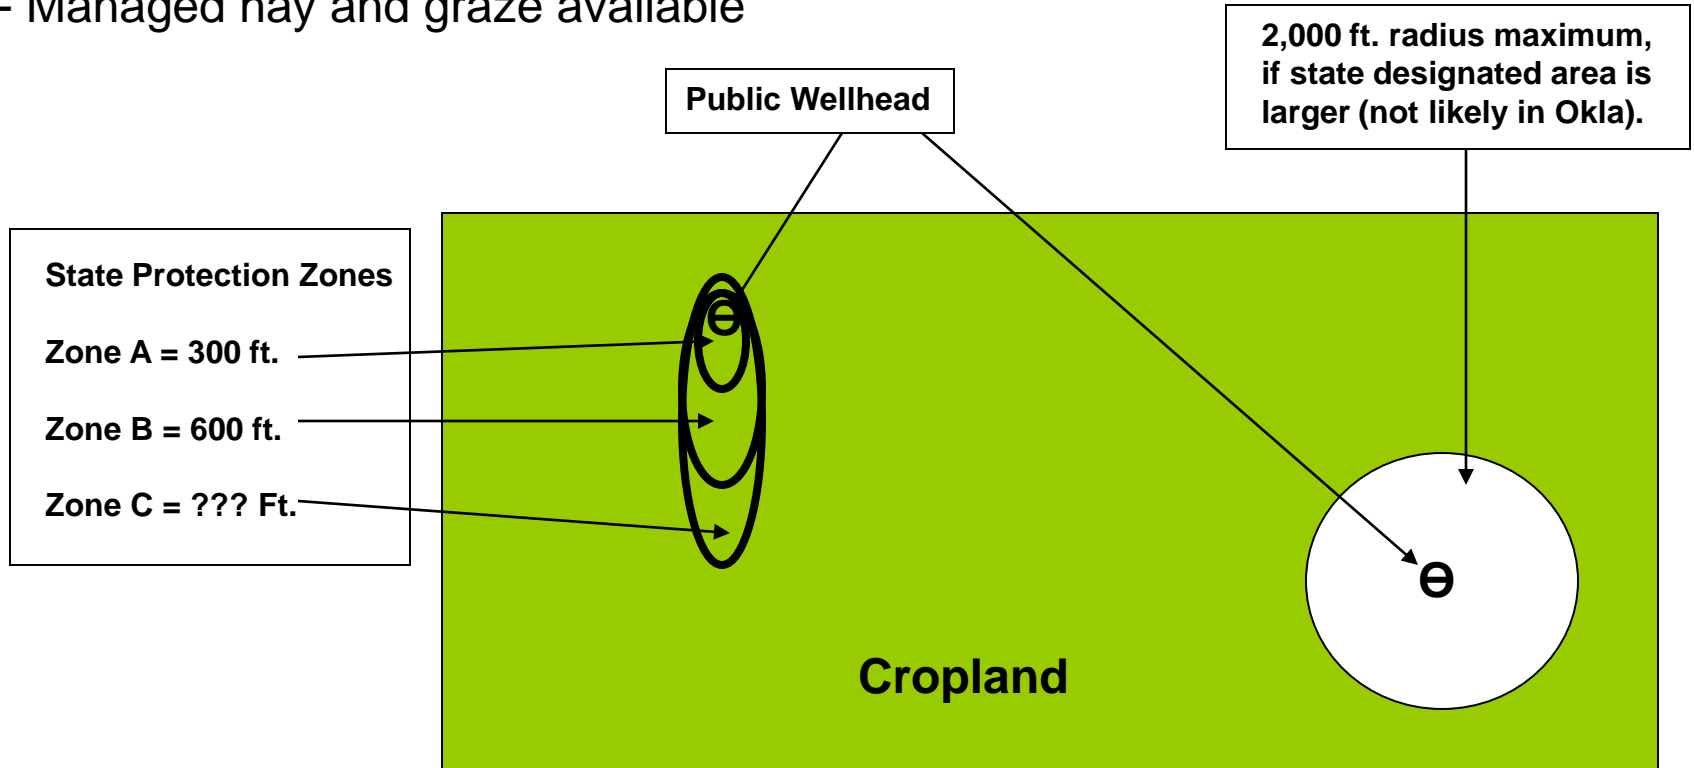 - Managed hay and graze available
2,000 ft. radius maximum,
if state designated area is
larger (not likely in Okla).
Public Wellhead
State Protection Zones
Zone A = 300 ft.
Zone B = 600 ft.
Zone C = ??? Ft.
Ɵ
Ɵ
Cropland